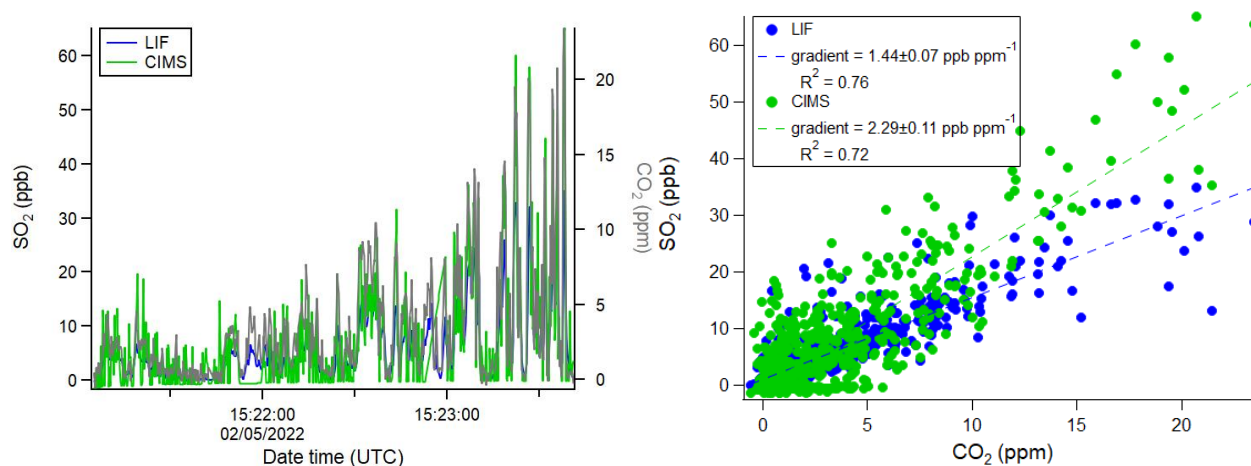 LIF
CIMS
60
50
40
30
20
10
0
SO₂ (ppb)
20
15
10
5
0
CO₂ (ppm)
15:22:00
02/05/2022
15:23:00
Date time (UTC)
LIF
gradient = 1.44±0.07 ppb ppm⁻¹
R² = 0.76
CIMS
gradient = 2.29±0.11 ppb ppm⁻¹
R² = 0.72
60
50
40
30
20
10
0
SO₂ (ppb)
0
5
10
15
20
CO₂ (ppm)